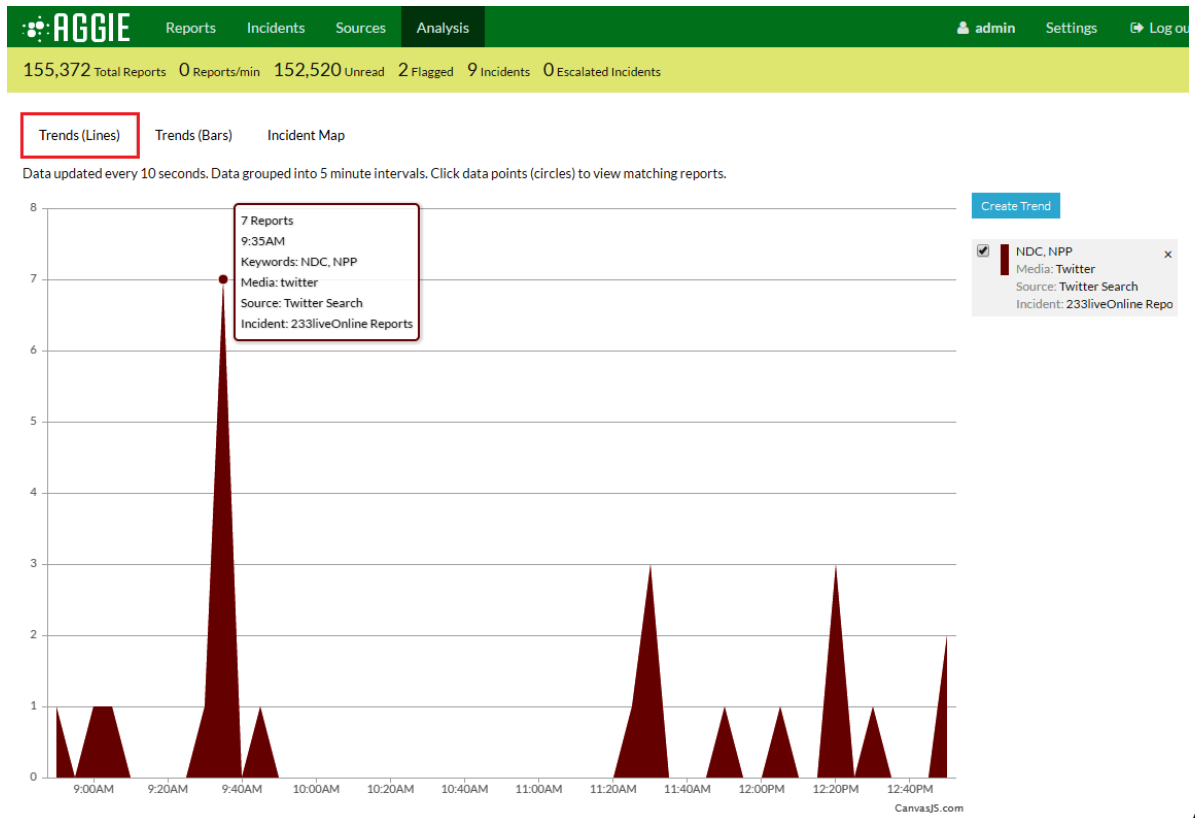 AGGIE Reports Incidents Sources Analysis admin Settings Log ou
155,372 Total Reports 0 Reports/min 152,520 Unread 2 Flagged 9 Incidents 0 Escalated Incidents
Trends (Lines) Trends (Bars) Incident Map
Data updated every 10 seconds. Data grouped into 5 minute intervals. Click data points (circles) to view matching reports.
Create Trend
NDC, NPP ×
Media: Twitter
Source: Twitter Search
Incident: 233liveOnline Repo
7 Reports
9:35AM
Keywords: NDC, NPP
Media: twitter
Source: Twitter Search
Incident: 233liveOnline Reports
8
7
6
5
4
3
2
1
0
9:00AM 9:20AM 9:40AM 10:00AM 10:20AM 10:40AM 11:00AM 11:20AM 11:40AM 12:00PM 12:20PM 12:40PM
CanvasJS.com